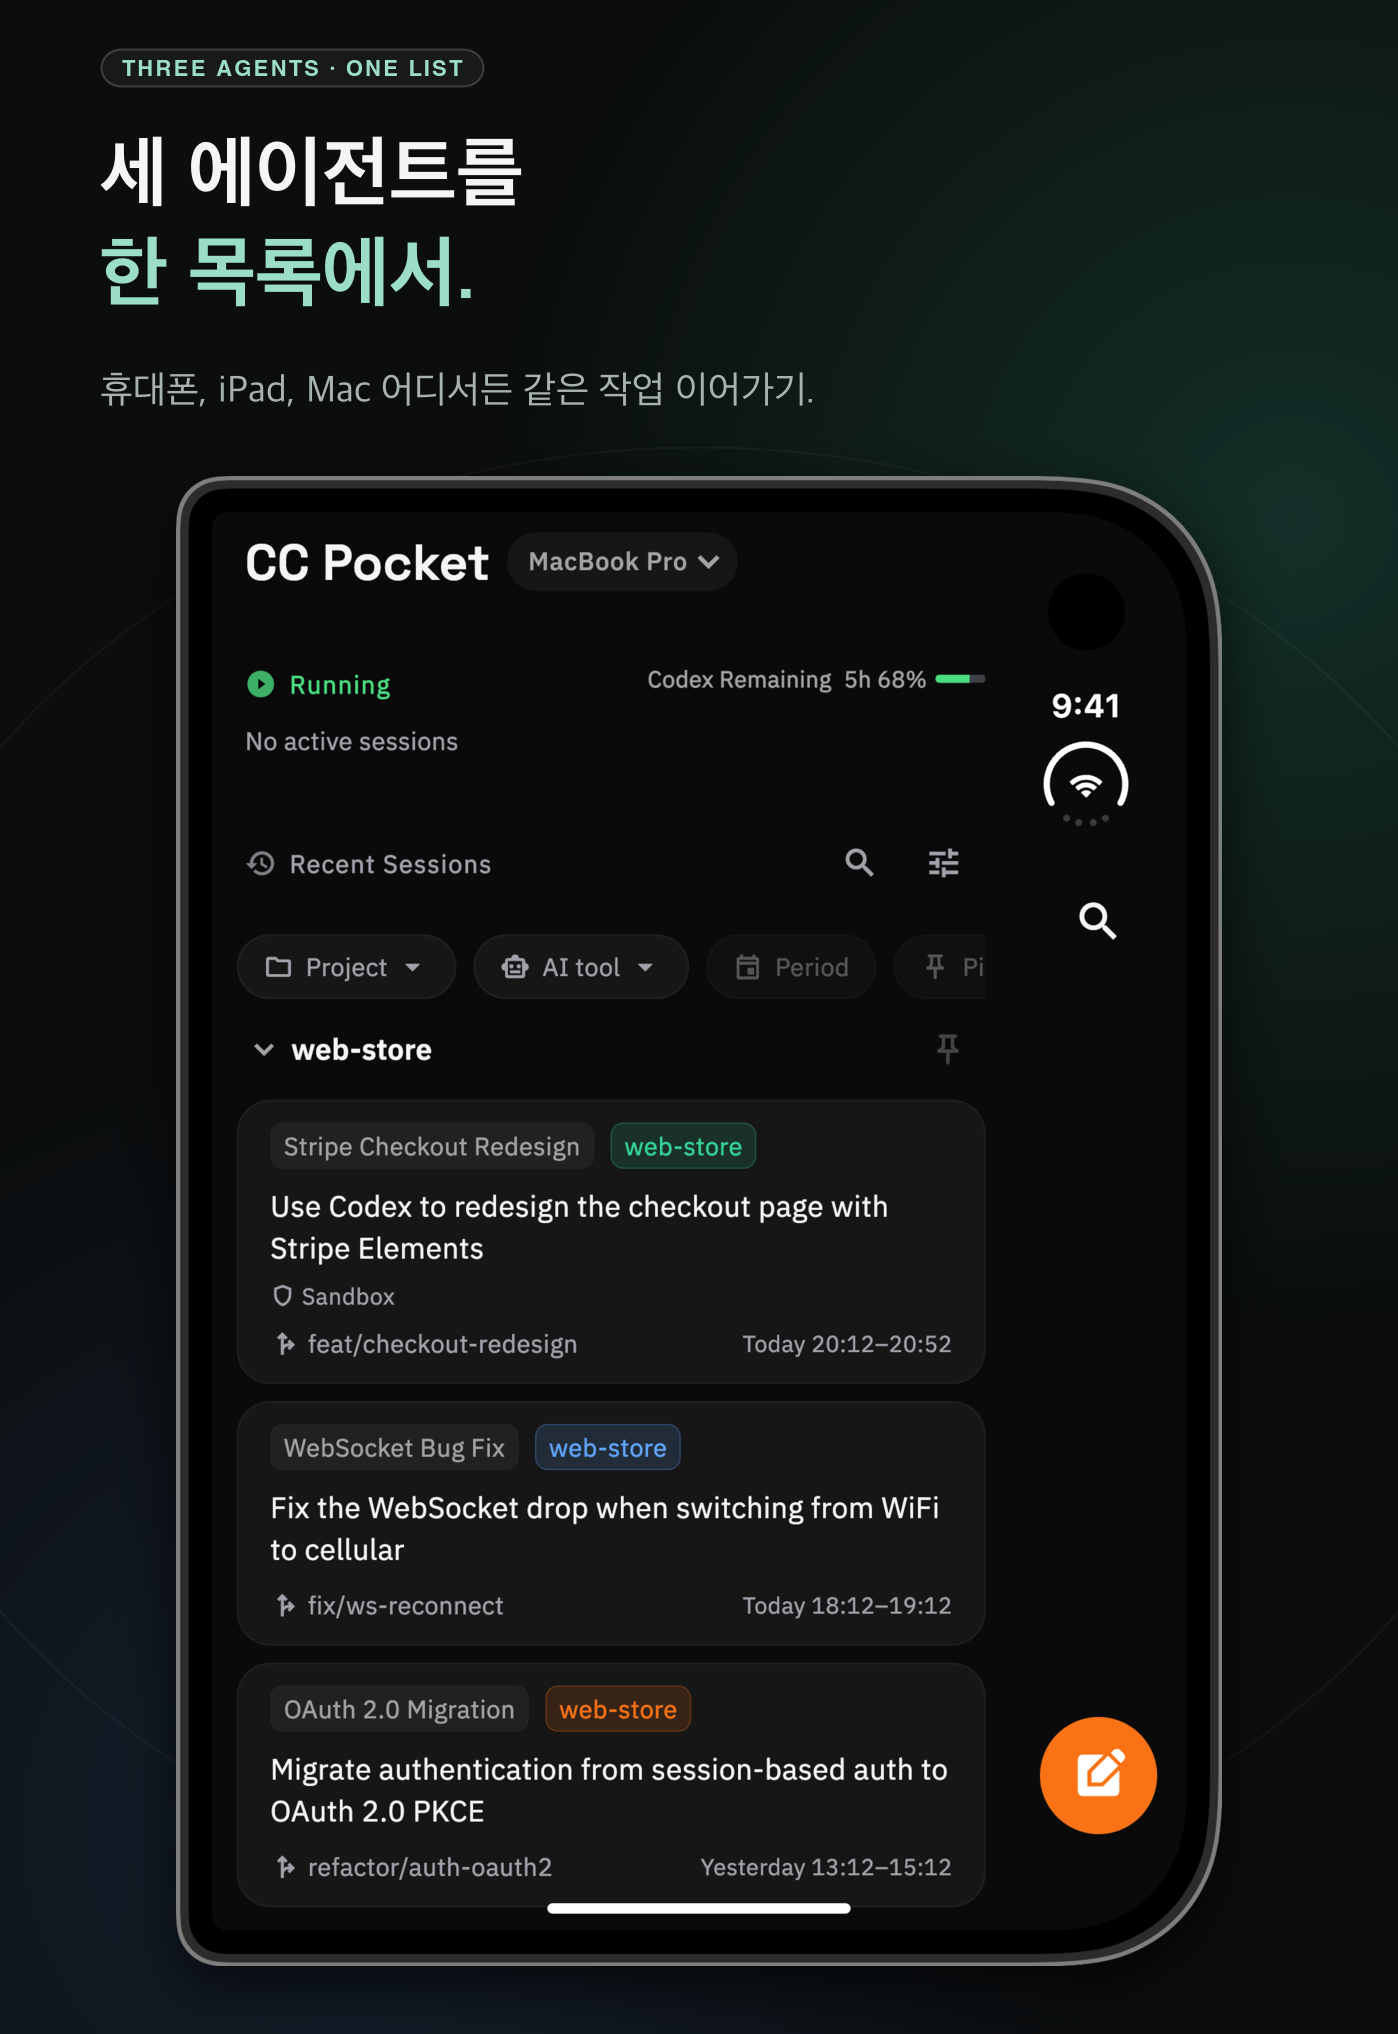 THREE AGENTS · ONE LIST
세 에이전트를
한 목록에서.
휴대폰, iPad, Mac 어디서든 같은 작업 이어가기.
CC Pocket
MacBook Pro
Running
Codex Remaining 5h 68%
No active sessions
9:41
Recent Sessions
Project
AI tool
Period
Pi
web-store
Stripe Checkout Redesign
web-store
Use Codex to redesign the checkout page with
Stripe Elements
Sandbox
feat/checkout-redesign
Today 20:12–20:52
WebSocket Bug Fix
web-store
Fix the WebSocket drop when switching from WiFi
to cellular
fix/ws-reconnect
Today 18:12–19:12
OAuth 2.0 Migration
web-store
Migrate authentication from session-based auth to
OAuth 2.0 PKCE
refactor/auth-oauth2
Yesterday 13:12–15:12